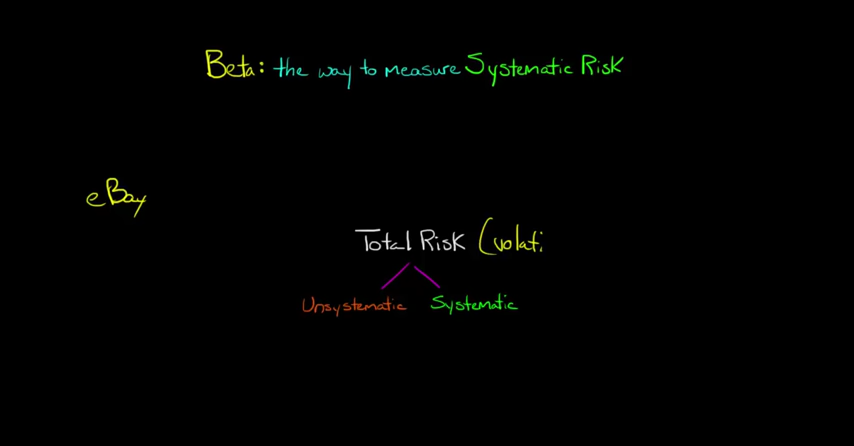 Beta: the way to measure Systematic Risk
eBay
Total Risk (volati
Unsystematic Systematic